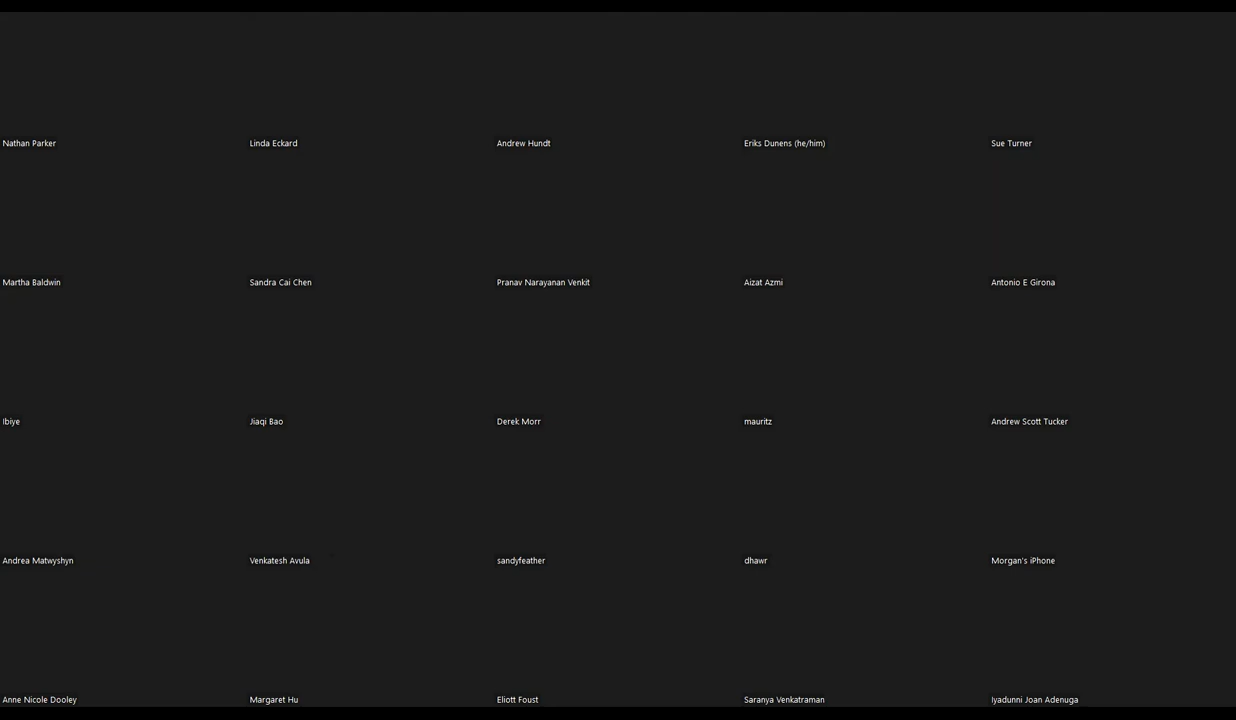 Nathan Parker
Linda Eckard
Andrew Hundt
Eriks Dunens (he/him)
Sue Turner
Martha Baldwin
Sandra Cai Chen
Pranav Narayanan Venkit
Aizat Azmi
Antonio E Girona
Ibiye
Jiaqi Bao
Derek Morr
mauritz
Andrew Scott Tucker
Andrea Matwyshyn
Venkatesh Avula
sandyfeather
dhawr
Morgan's iPhone
Anne Nicole Dooley
Margaret Hu
Eliott Foust
Saranya Venkatraman
Iyadunni Joan Adenuga